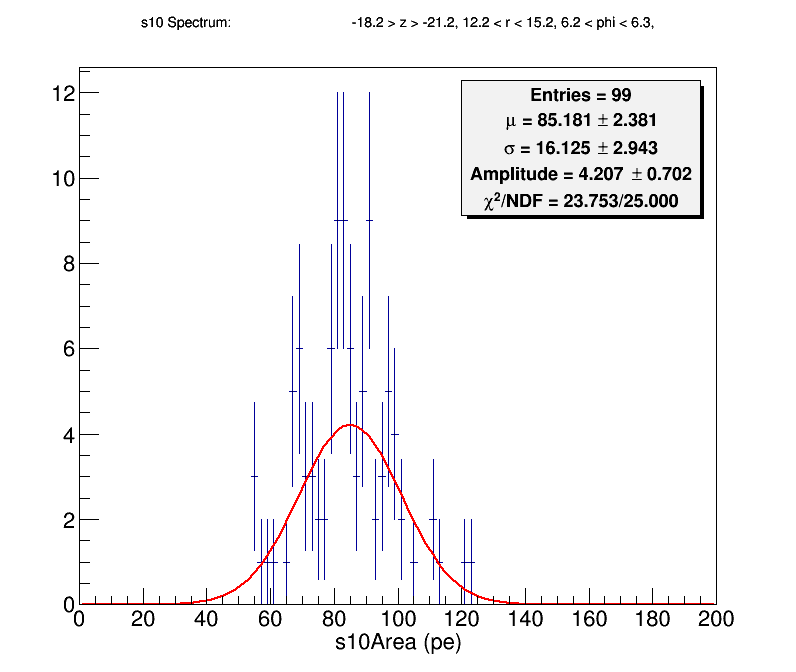 s10 Spectrum: -18.2 > z > -21.2, 12.2 < r < 15.2, 6.2 < phi < 6.3,
Entries = 99
μ = 85.181 ± 2.381
σ = 16.125 ± 2.943
Amplitude = 4.207 ± 0.702
χ²/NDF = 23.753/25.000
12
10
8
6
4
2
0
0 20 40 60 80 100 120 140 160 180 200
s10Area (pe)